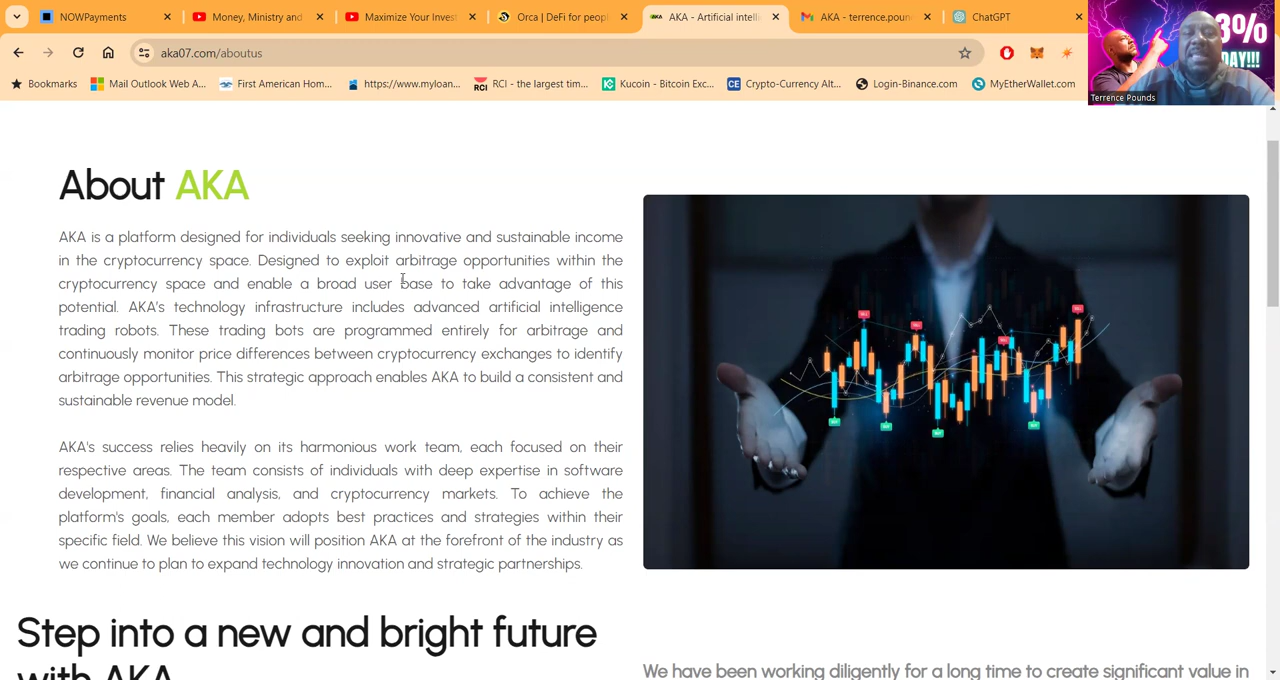 NOWPayments
Money, Ministry and
Maximize Your Invest
Orca | DeFi for peopl
AKA - Artificial intelli
AKA - terrence.poun
ChatGPT
aka07.com/aboutus
Bookmarks
Mail Outlook Web A...
First American Hom...
https://www.myloan...
RCI
RCI - the largest tim...
Kucoin - Bitcoin Exc...
CE
Crypto-Currency Alt...
Login-Binance.com
MyEtherWallet.com
3%
DAY!!!
Terrence Pounds
About AKA
AKA is a platform designed for individuals seeking innovative and sustainable income
in the cryptocurrency space. Designed to exploit arbitrage opportunities within the
cryptocurrency space and enable a broad user base to take advantage of this
potential. AKA's technology infrastructure includes advanced artificial intelligence
trading robots. These trading bots are programmed entirely for arbitrage and
continuously monitor price differences between cryptocurrency exchanges to identify
arbitrage opportunities. This strategic approach enables AKA to build a consistent and
sustainable revenue model.
AKA's success relies heavily on its harmonious work team, each focused on their
respective areas. The team consists of individuals with deep expertise in software
development, financial analysis, and cryptocurrency markets. To achieve the
platform's goals, each member adopts best practices and strategies within their
specific field. We believe this vision will position AKA at the forefront of the industry as
we continue to plan to expand technology innovation and strategic partnerships.
Step into a new and bright future
with AKA
We have been working diligently for a long time to create significant value in